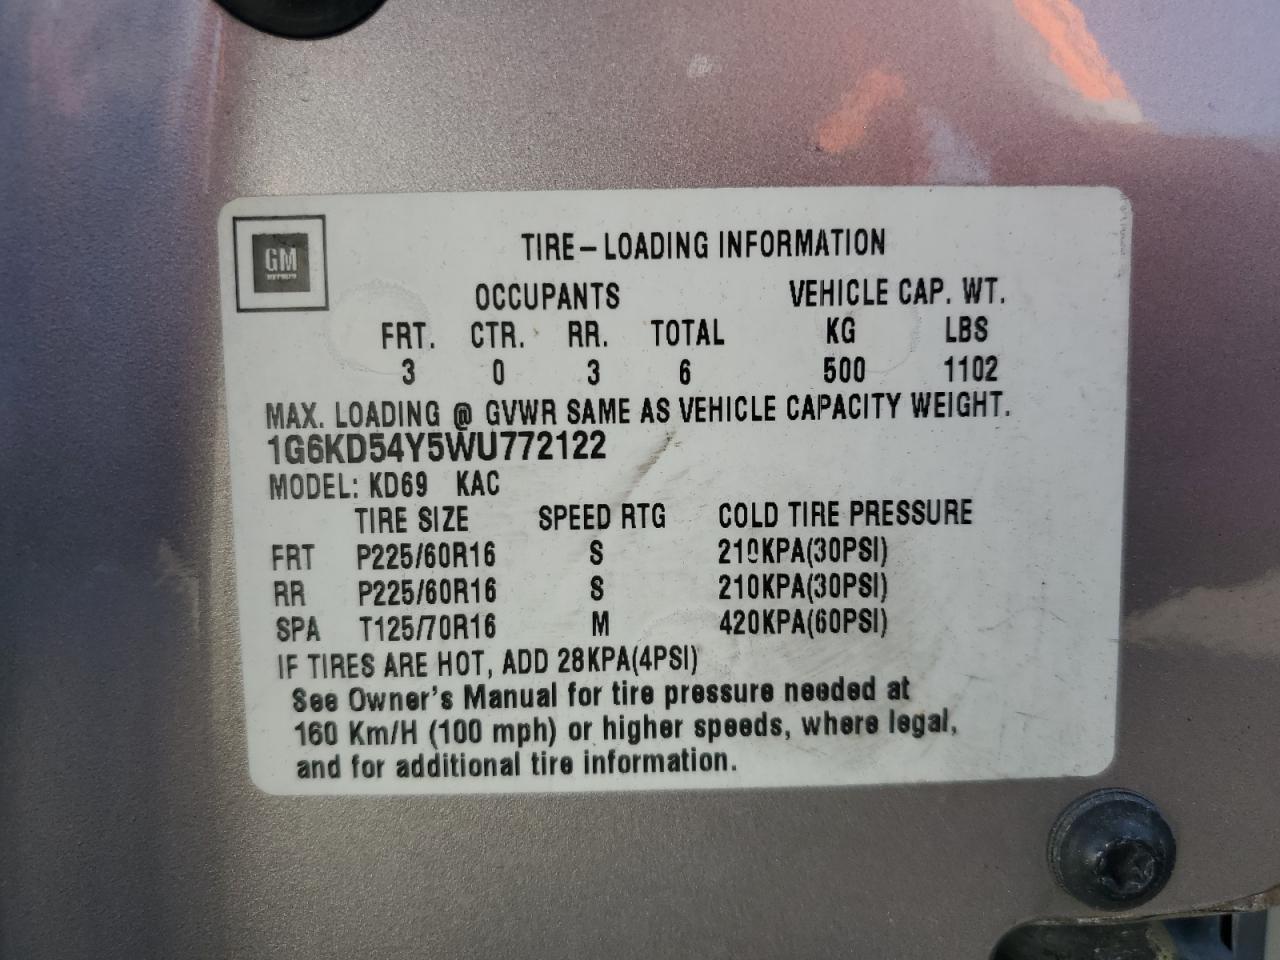 GM
TIRE-LOADING INFORMATION
OCCUPANTS VEHICLE CAP. WT.
FRT. CTR. RR. TOTAL KG LBS
3 0 3 6 500 1102
MAX. LOADING @ GVWR SAME AS VEHICLE CAPACITY WEIGHT.
1G6KD54Y5WU772122
MODEL: KD69 KAC
TIRE SIZE SPEED RTG COLD TIRE PRESSURE
FRT P225/60R16 S 210KPA(30PSI)
RR P225/60R16 S 210KPA(30PSI)
SPA T125/70R16 M 420KPA(60PSI)
IF TIRES ARE HOT, ADD 28KPA(4PSI)
See Owner's Manual for tire pressure needed at
160 Km/H (100 mph) or higher speeds, where legal,
and for additional tire information.